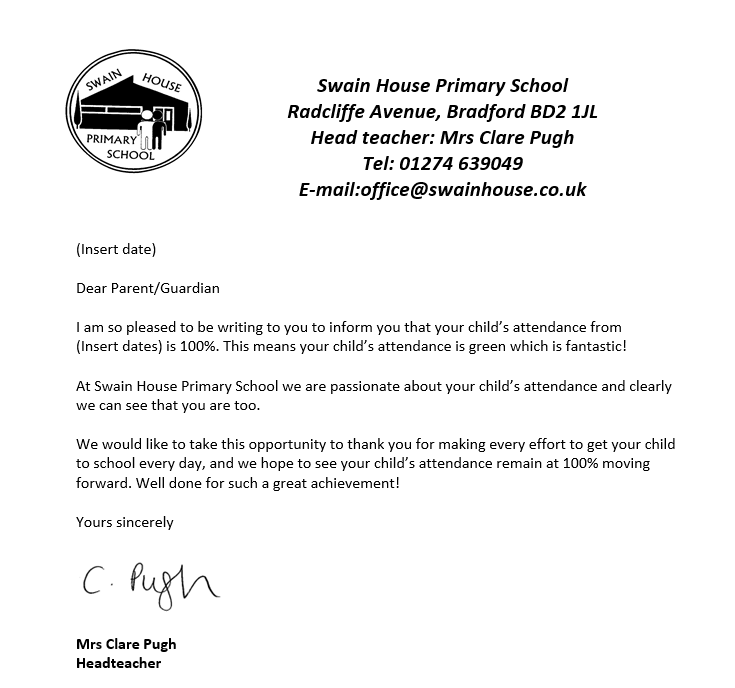 SWAIN HOUSE
PRIMARY
SCHOOL
Swain House Primary School
Radcliffe Avenue, Bradford BD2 1JL
Head teacher: Mrs Clare Pugh
Tel: 01274 639049
E-mail:office@swainhouse.co.uk
(Insert date)
Dear Parent/Guardian
I am so pleased to be writing to you to inform you that your child’s attendance from
(Insert dates) is 100%. This means your child’s attendance is green which is fantastic!
At Swain House Primary School we are passionate about your child’s attendance and clearly
we can see that you are too.
We would like to take this opportunity to thank you for making every effort to get your child
to school every day, and we hope to see your child’s attendance remain at 100% moving
forward. Well done for such a great achievement!
Yours sincerely
C. Pugh
Mrs Clare Pugh
Headteacher